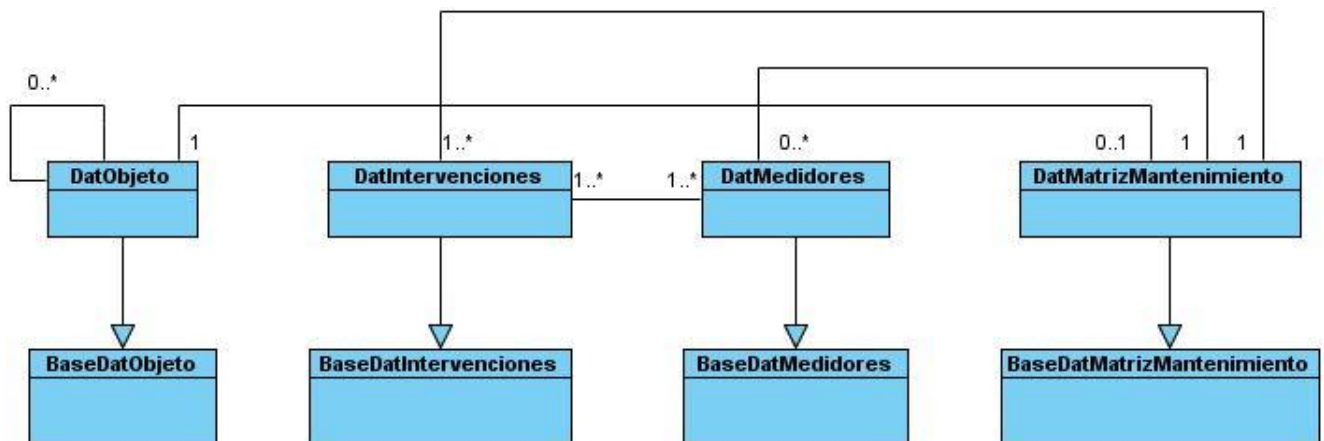 0..*
1
1..*
0..*
0..1
1
1
DatObjeto
DatIntervenciones
1..*
1..*
DatMedidores
DatMatrizMantenimiento
BaseDatObjeto
BaseDatIntervenciones
BaseDatMedidores
BaseDatMatrizMantenimiento